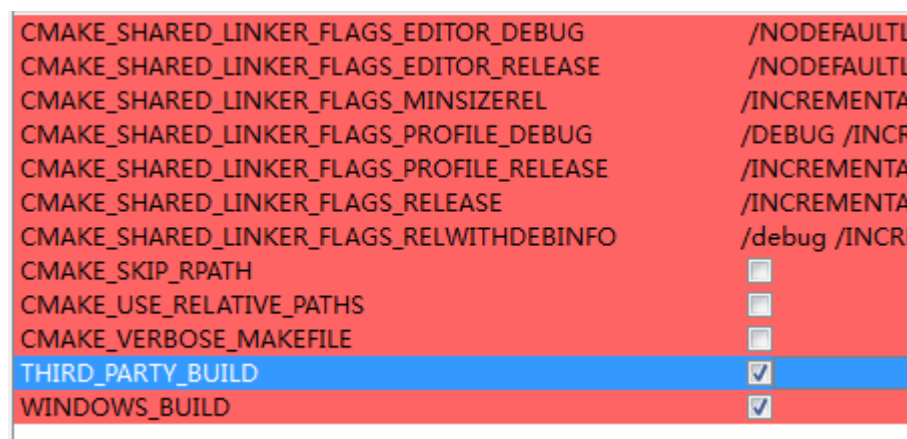 CMAKE_SHARED_LINKER_FLAGS_EDITOR_DEBUG /NODEFAULTL
CMAKE_SHARED_LINKER_FLAGS_EDITOR_RELEASE /NODEFAULTL
CMAKE_SHARED_LINKER_FLAGS_MINSIZEREL /INCREMENTA
CMAKE_SHARED_LINKER_FLAGS_PROFILE_DEBUG /DEBUG /INCR
CMAKE_SHARED_LINKER_FLAGS_PROFILE_RELEASE /INCREMENTA
CMAKE_SHARED_LINKER_FLAGS_RELEASE /INCREMENTA
CMAKE_SHARED_LINKER_FLAGS_RELWITHDEBINFO /debug /INCR
CMAKE_SKIP_RPATH
CMAKE_USE_RELATIVE_PATHS
CMAKE_VERBOSE_MAKEFILE
THIRD_PARTY_BUILD
WINDOWS_BUILD